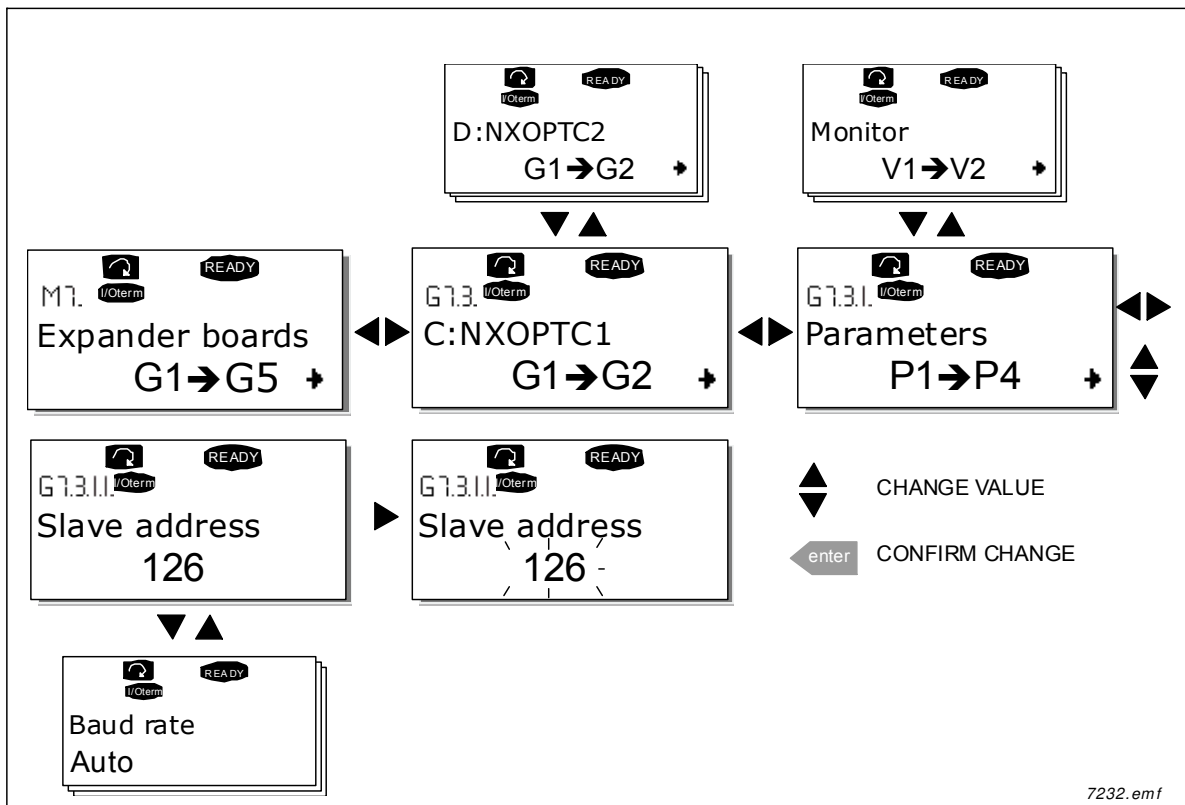 I/Oterm
READY
D:NXOPTC2
G1➔G2
I/Oterm
READY
Monitor
V1➔V2
READY
M7. I/Oterm
Expander boards
G1➔G5
READY
G7.3. I/Oterm
C:NXOPTC1
G1➔G2
READY
G7.3.1. I/Oterm
Parameters
P1➔P4
READY
G7.3.1.1. I/Oterm
Slave address
126
READY
G7.3.1.1. I/Oterm
Slave address
126
CHANGE VALUE
enter CONFIRM CHANGE
READY
I/Oterm
Baud rate
Auto
7232.emf